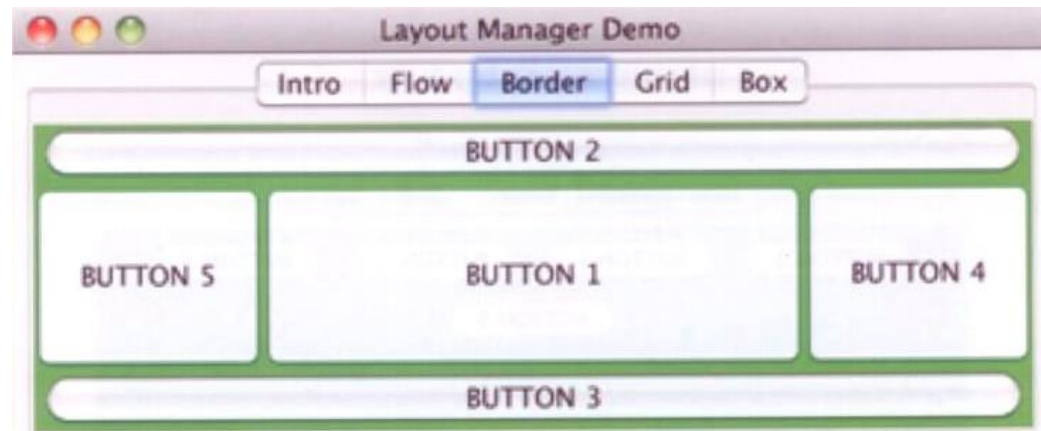 Layout Manager Demo
Intro Flow Border Grid Box
BUTTON 2
BUTTON 5 BUTTON 1 BUTTON 4
BUTTON 3